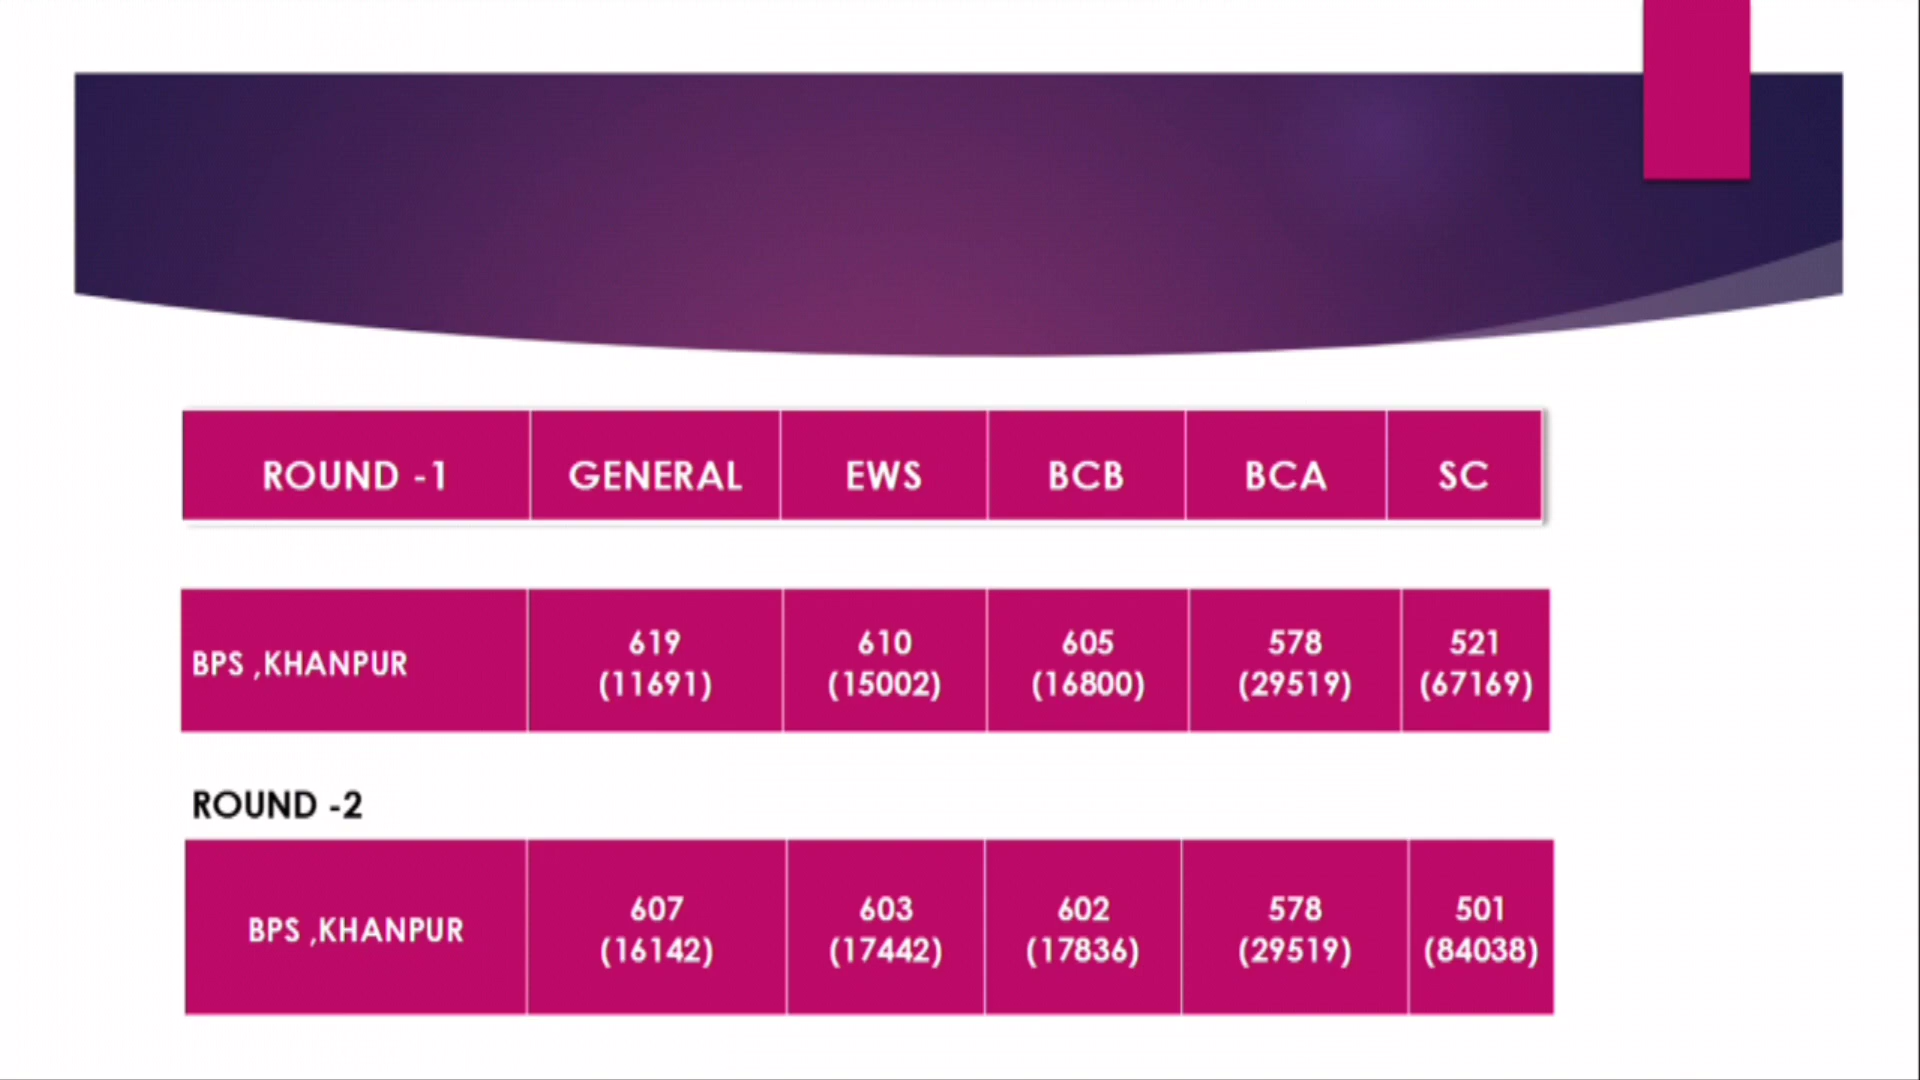 ROUND -1 GENERAL EWS BCB BCA SC
BPS ,KHANPUR 619 610 605 578 521
(11691) (15002) (16800) (29519) (67169)
ROUND -2
BPS ,KHANPUR 607 603 602 578 501
(16142) (17442) (17836) (29519) (84038)